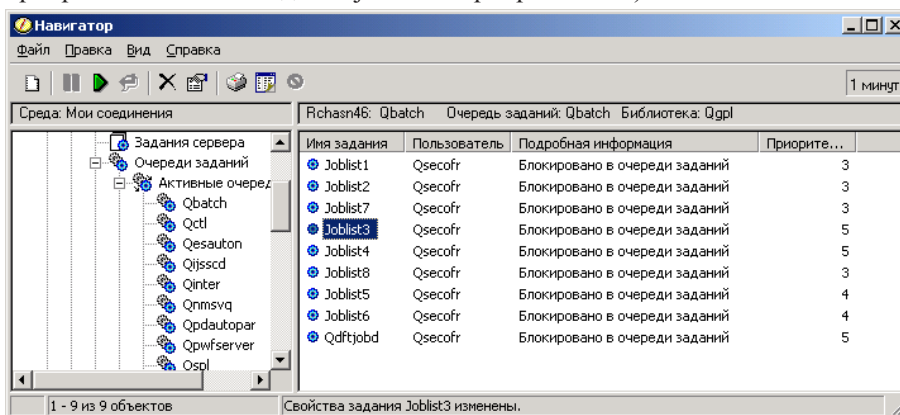 Навигатор
Файл Правка Вид Справка
1 минут
Среда: Мои соединения
Rchasn46: Qbatch Очередь заданий: Qbatch Библиотека: Qgpl
Задания сервера
Очереди заданий
Активные очеред
Qbatch
Qctl
Qesauton
Qijsscd
Qinter
Qnmsvq
Qpdautopar
Qpwfserver
Qspl
Имя задания Пользователь Подробная информация Приорите...
Joblist1 Qsecofr Блокировано в очереди заданий 3
Joblist2 Qsecofr Блокировано в очереди заданий 3
Joblist7 Qsecofr Блокировано в очереди заданий 3
Joblist3 Qsecofr Блокировано в очереди заданий 5
Joblist4 Qsecofr Блокировано в очереди заданий 5
Joblist8 Qsecofr Блокировано в очереди заданий 3
Joblist5 Qsecofr Блокировано в очереди заданий 4
Joblist6 Qsecofr Блокировано в очереди заданий 4
Qdftjobd Qsecofr Блокировано в очереди заданий 5
1 - 9 из 9 объектов
Свойства задания Joblist3 изменены.